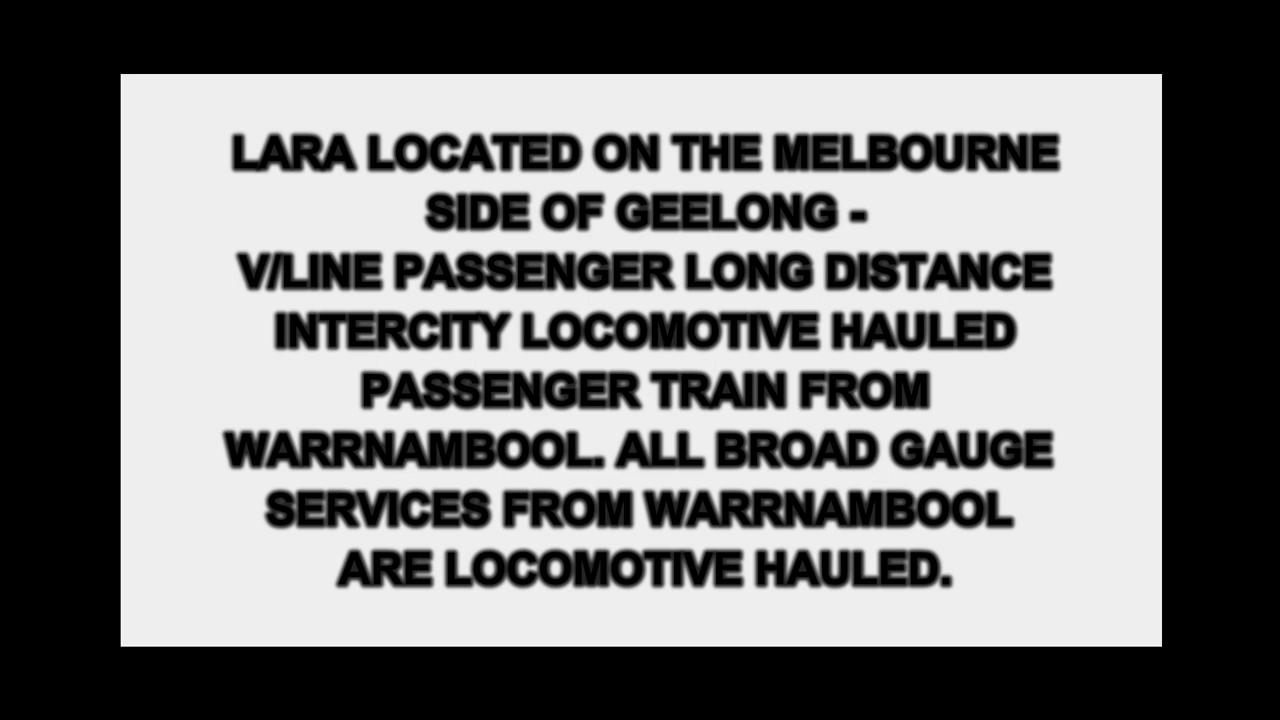 LARA LOCATED ON THE MELBOURNE
SIDE OF GEELONG -
V/LINE PASSENGER LONG DISTANCE
INTERCITY LOCOMOTIVE HAULED
PASSENGER TRAIN FROM
WARRNAMBOOL. ALL BROAD GAUGE
SERVICES FROM WARRNAMBOOL
ARE LOCOMOTIVE HAULED.